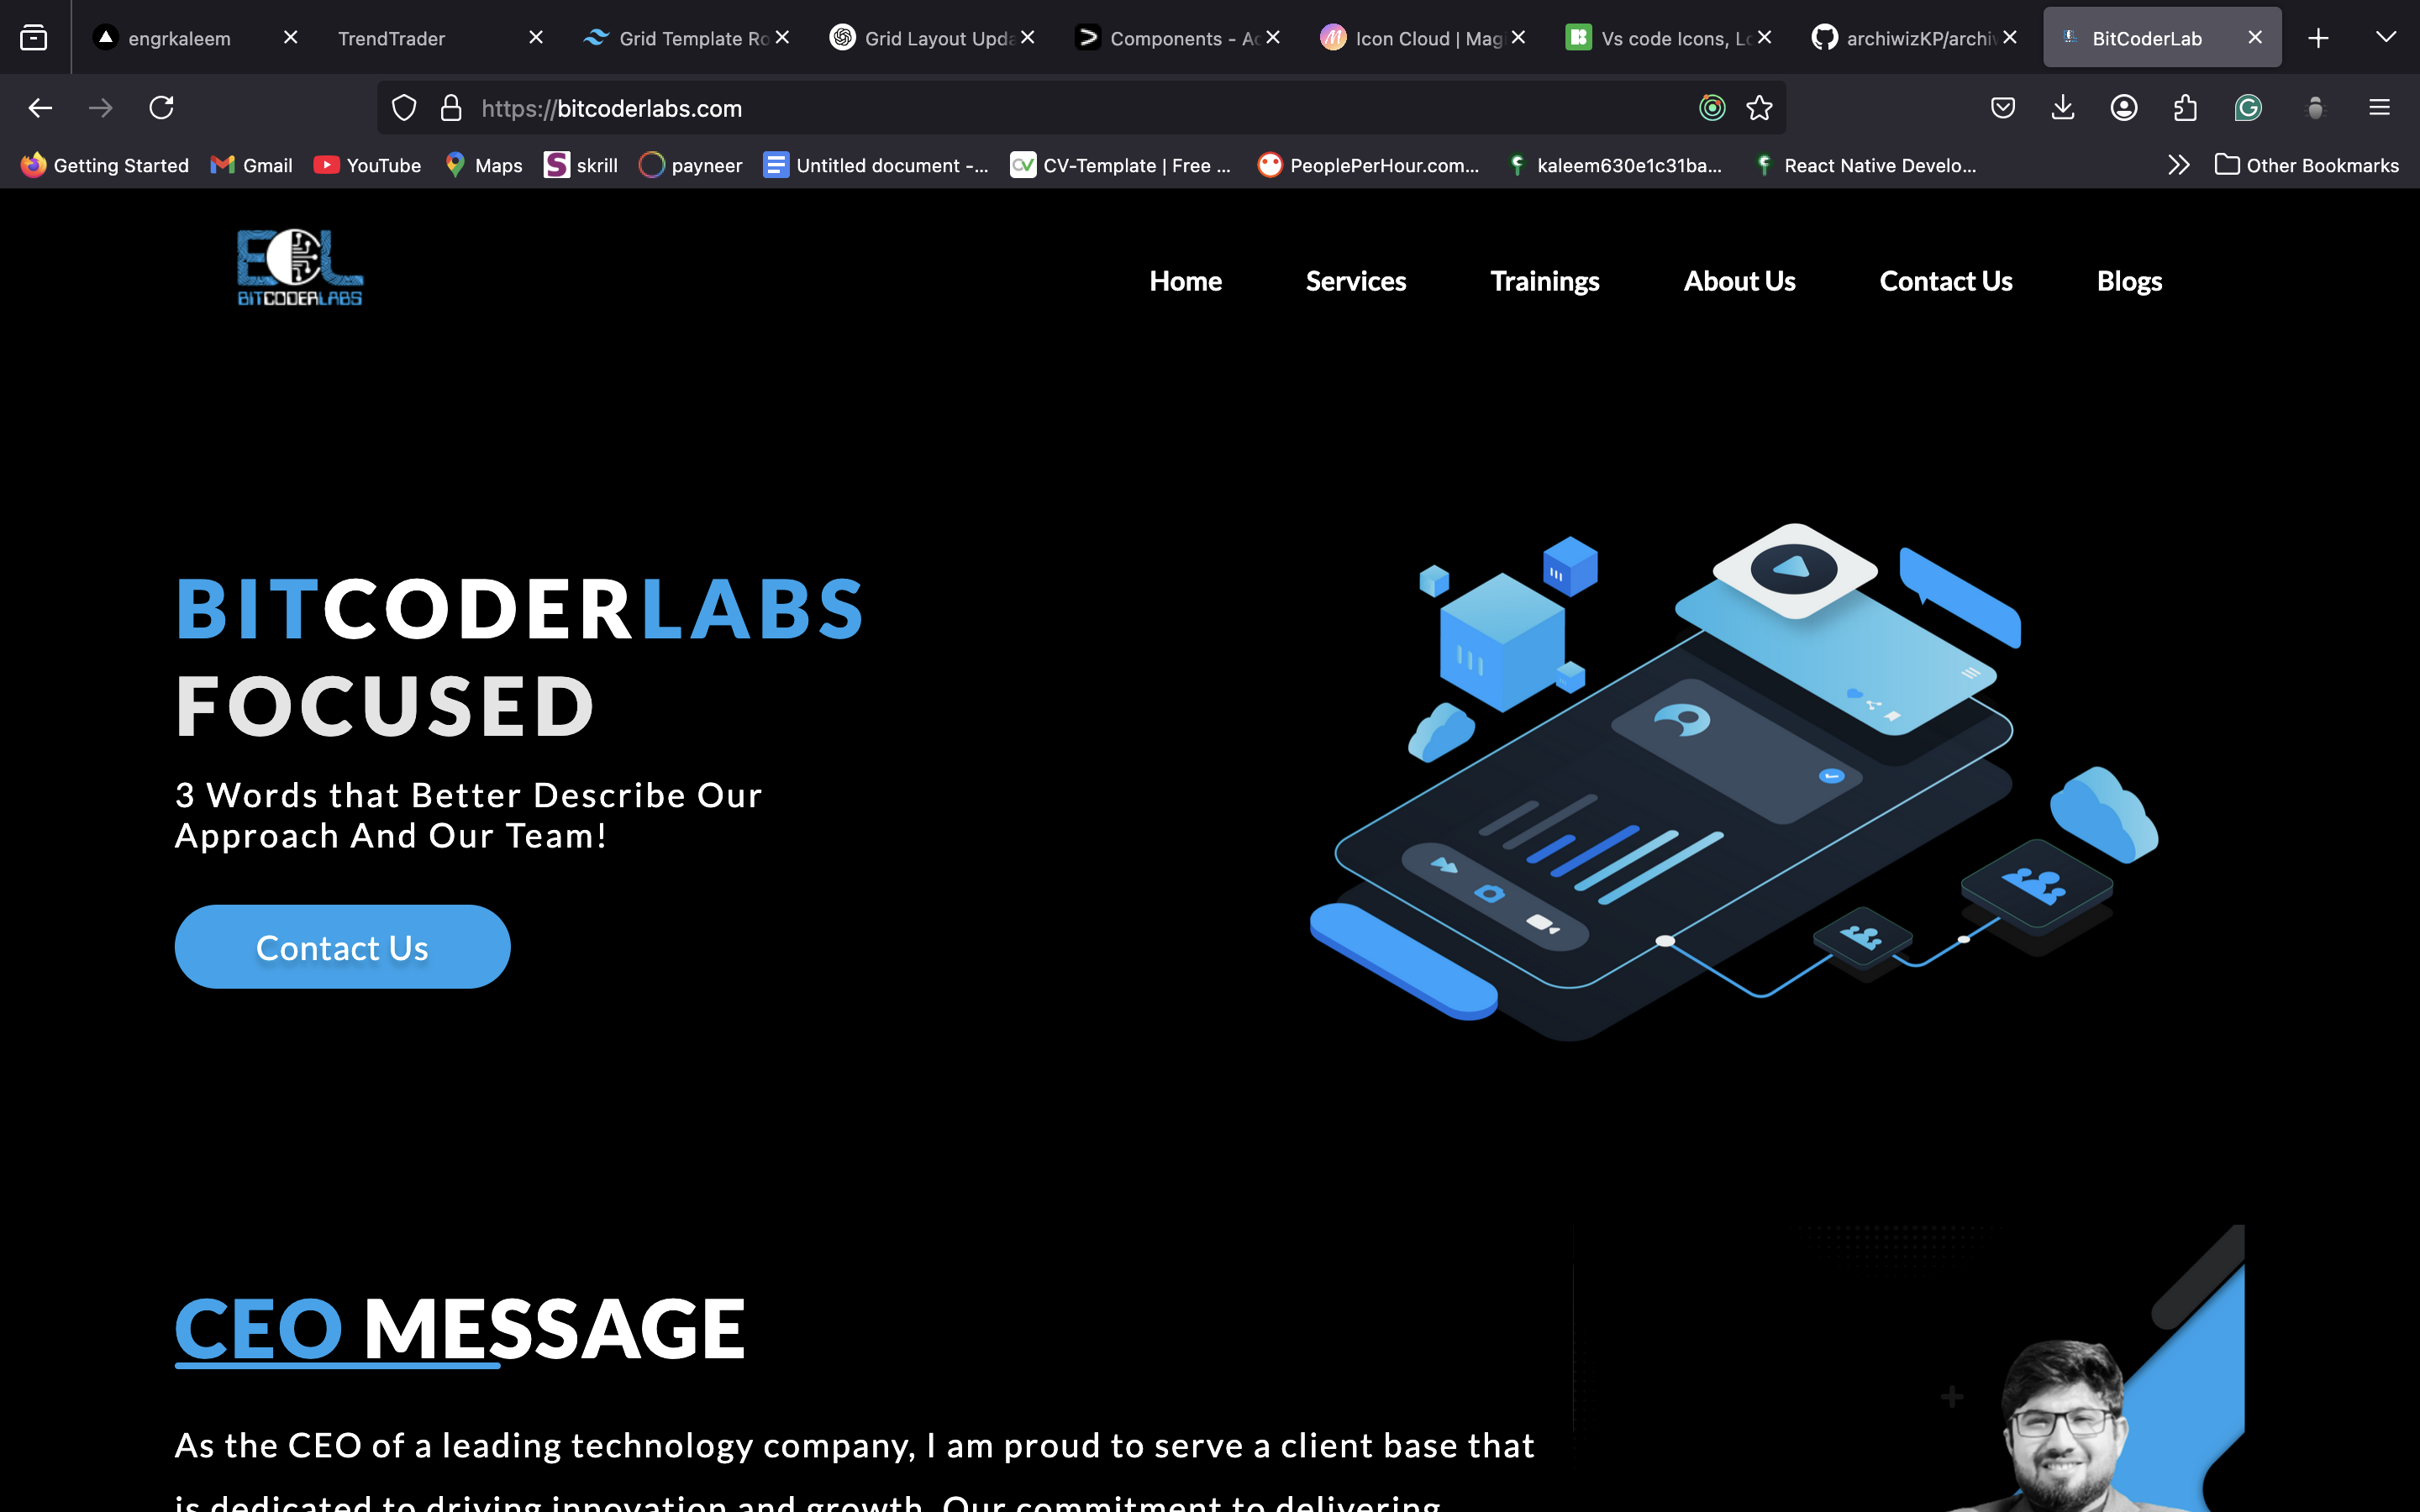 engrkaleem
TrendTrader
Grid Template Ro
Grid Layout Upda
Components - Ac
Icon Cloud | Magi
Vs code Icons, Lo
archiwizKP/archiv
BitCoderLab
https://bitcoderlabs.com
Getting Started
Gmail
YouTube
Maps
skrill
payneer
Untitled document -...
CV-Template | Free ...
PeoplePerHour.com...
kaleem630e1c31ba...
React Native Develo...
Other Bookmarks
BITCODERLABS
Home
Services
Trainings
About Us
Contact Us
Blogs
BITCODERLABS
FOCUSED
3 Words that Better Describe Our
Approach And Our Team!
Contact Us
CEO MESSAGE
As the CEO of a leading technology company, I am proud to serve a client base that
is dedicated to driving innovation and growth. Our commitment to delivering